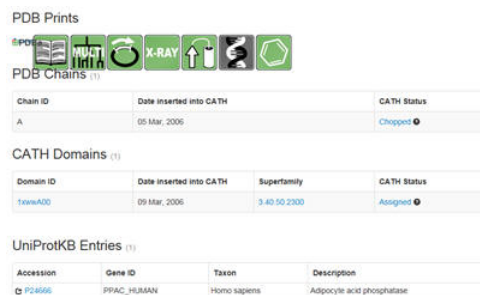 PDB Prints
MULTI X-RAY
PDB Chains (1)
Chain ID Date inserted into CATH CATH Status
A 05 Mar, 2006 Chopped
CATH Domains (1)
Domain ID Date inserted into CATH Superfamily CATH Status
1xwwA00 09 Mar, 2006 3.40.50.2300 Assigned
UniProtKB Entries (1)
Accession Gene ID Taxon Description
P24666 PPAC_HUMAN Homo sapiens Adipocyte acid phosphatase